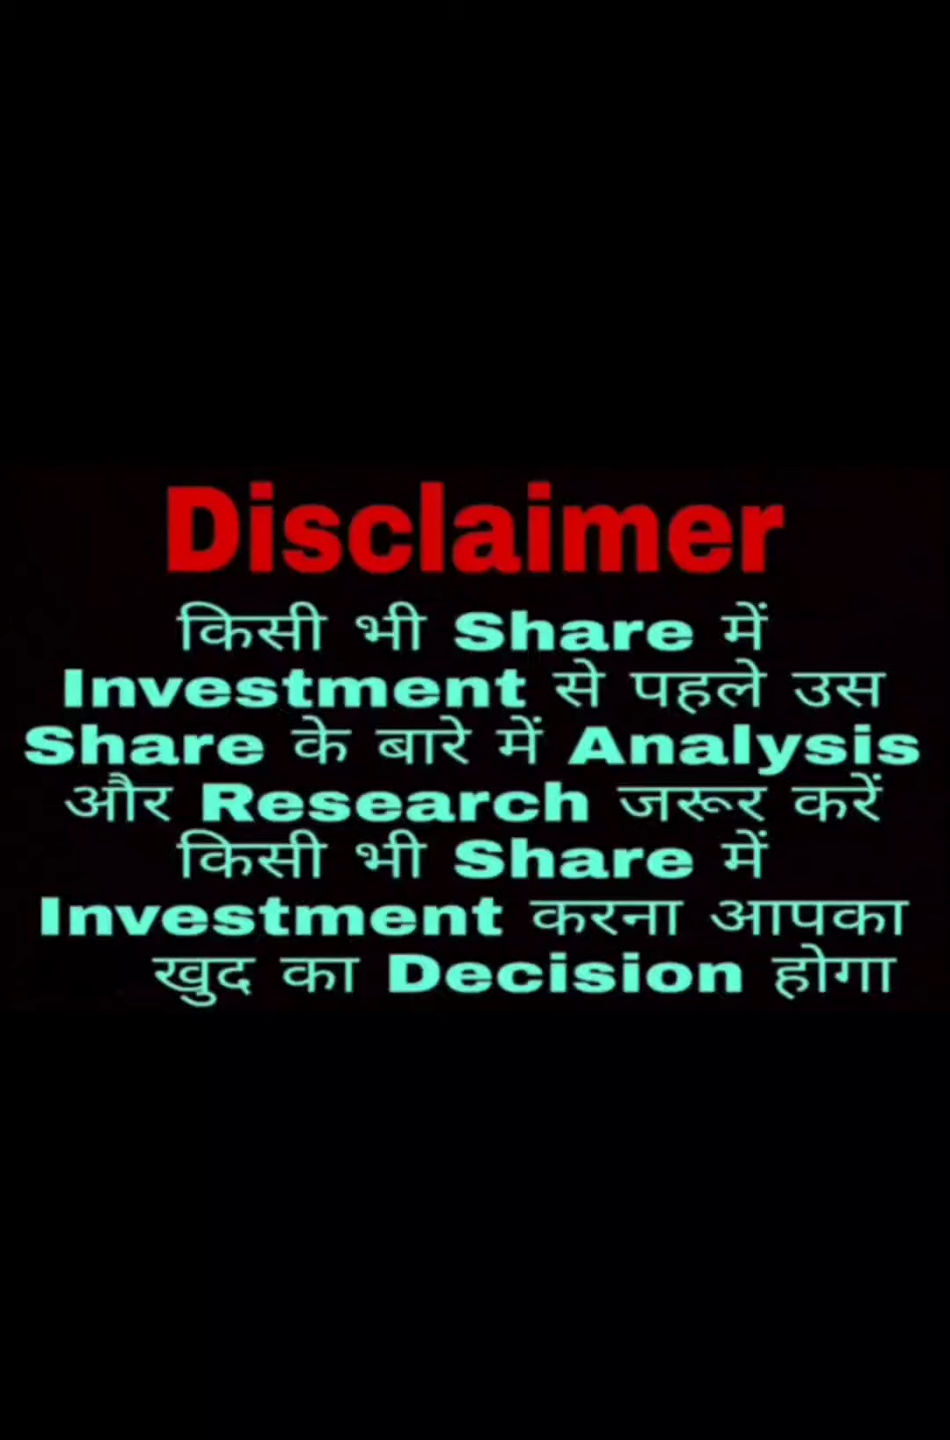 Disclaimer
किसी भी Share में
Investment से पहले उस
Share के बारे में Analysis
और Research जरूर करें
किसी भी Share में
Investment करना आपका
खुद का Decision होगा